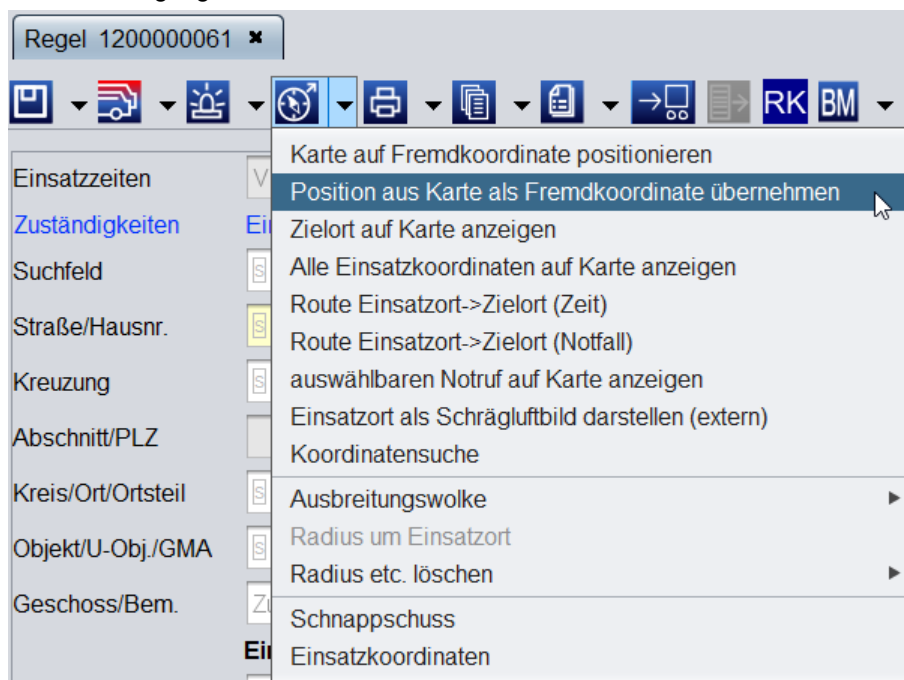 Regel 1200000061
RK BM
Einsatzzeiten
Zuständigkeiten
Suchfeld
Straße/Hausnr.
Kreuzung
Abschnitt/PLZ
Kreis/Ort/Ortsteil
Objekt/U-Obj./GMA
Geschoss/Bem.
Karte auf Fremdkoordinate positionieren
Position aus Karte als Fremdkoordinate übernehmen
Zielort auf Karte anzeigen
Alle Einsatzkoordinaten auf Karte anzeigen
Route Einsatzort->Zielort (Zeit)
Route Einsatzort->Zielort (Notfall)
auswählbaren Notruf auf Karte anzeigen
Einsatzort als Schrägluftbild darstellen (extern)
Koordinatensuche
Ausbreitungswolke
Radius um Einsatzort
Radius etc. löschen
Schnappschuss
Einsatzkoordinaten